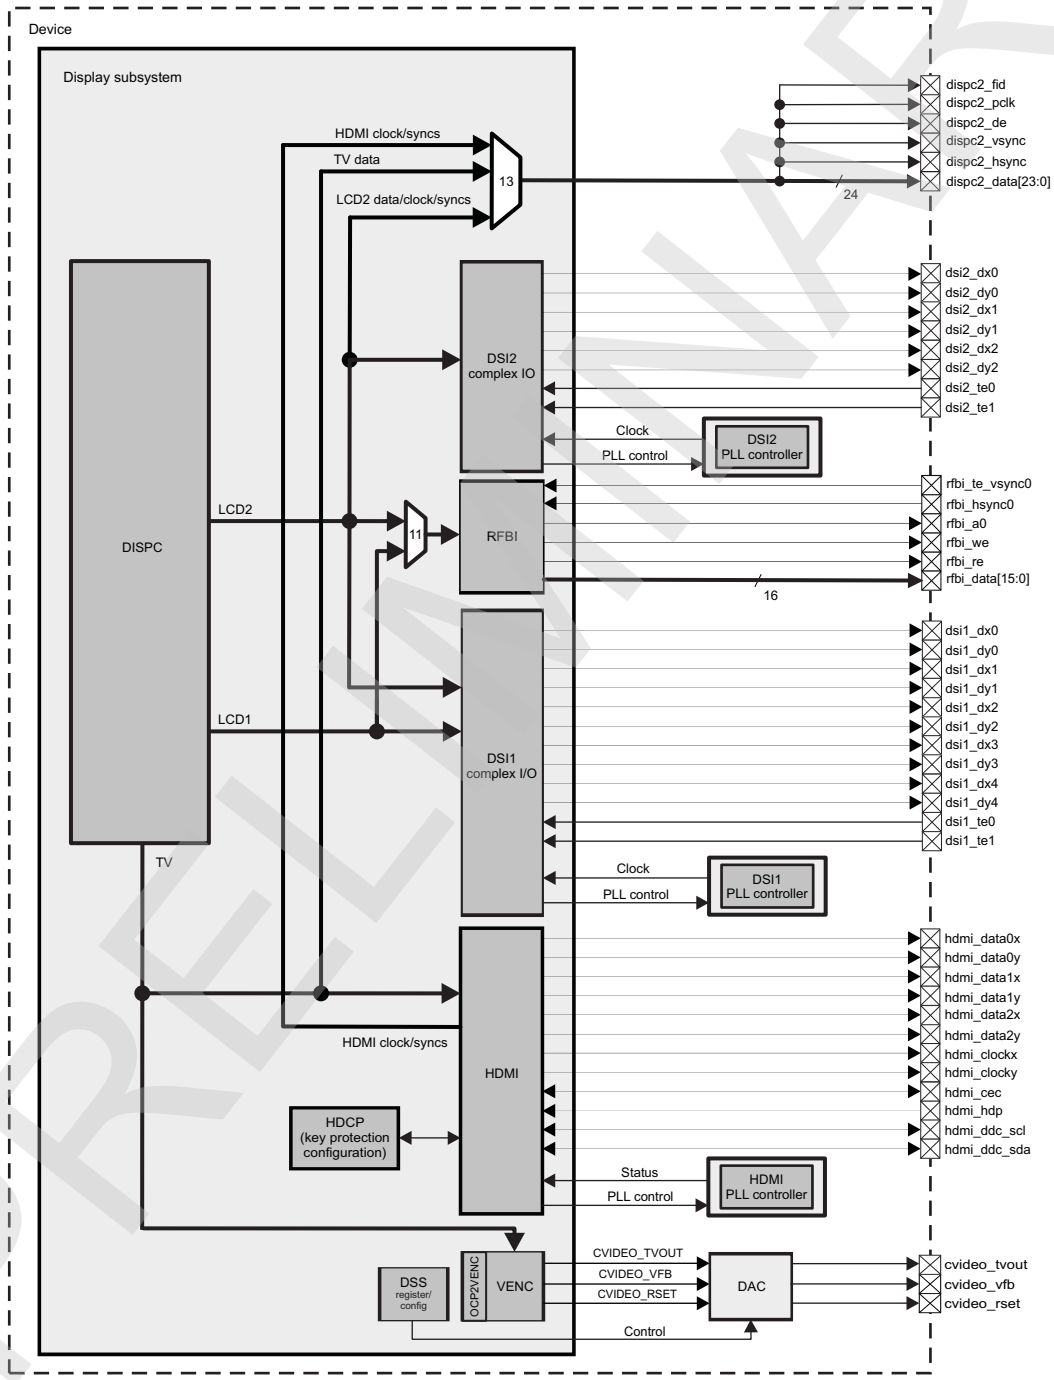 Device
Display subsystem
HDMI clock/syncs
TV data
LCD2 data/clock/syncs
13
24
dispc2_fid
dispc2_pclk
dispc2_de
dispc2_vsync
dispc2_hsync
dispc2_data[23:0]
DSI2
complex IO
dsi2_dx0
dsi2_dy0
dsi2_dx1
dsi2_dy1
dsi2_dx2
dsi2_dy2
dsi2_te0
dsi2_te1
Clock
PLL control
DSI2
PLL controller
DISPC
LCD2
11
RFBI
rfbi_te_vsync0
rfbi_hsync0
rfbi_a0
rfbi_we
rfbi_re
rfbi_data[15:0]
16
LCD1
DSI1
complex I/O
dsi1_dx0
dsi1_dy0
dsi1_dx1
dsi1_dy1
dsi1_dx2
dsi1_dy2
dsi1_dx3
dsi1_dy3
dsi1_dx4
dsi1_dy4
dsi1_te0
dsi1_te1
TV
Clock
PLL control
DSI1
PLL controller
HDMI clock/syncs
HDMI
hdmi_data0x
hdmi_data0y
hdmi_data1x
hdmi_data1y
hdmi_data2x
hdmi_data2y
hdmi_clockx
hdmi_clocky
hdmi_cec
hdmi_hdp
hdmi_ddc_scl
hdmi_ddc_sda
HDCP
(key protection
configuration)
Status
PLL control
HDMI
PLL controller
DSS
register/
config
OCP2VENC
VENC
CVIDEO_TVOUT
CVIDEO_VFB
CVIDEO_RSET
Control
DAC
cvideo_tvout
cvideo_vfb
cvideo_rset
PRELIMINAR